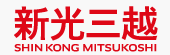 新光三越
SHIN KONG MITSUKOSHI